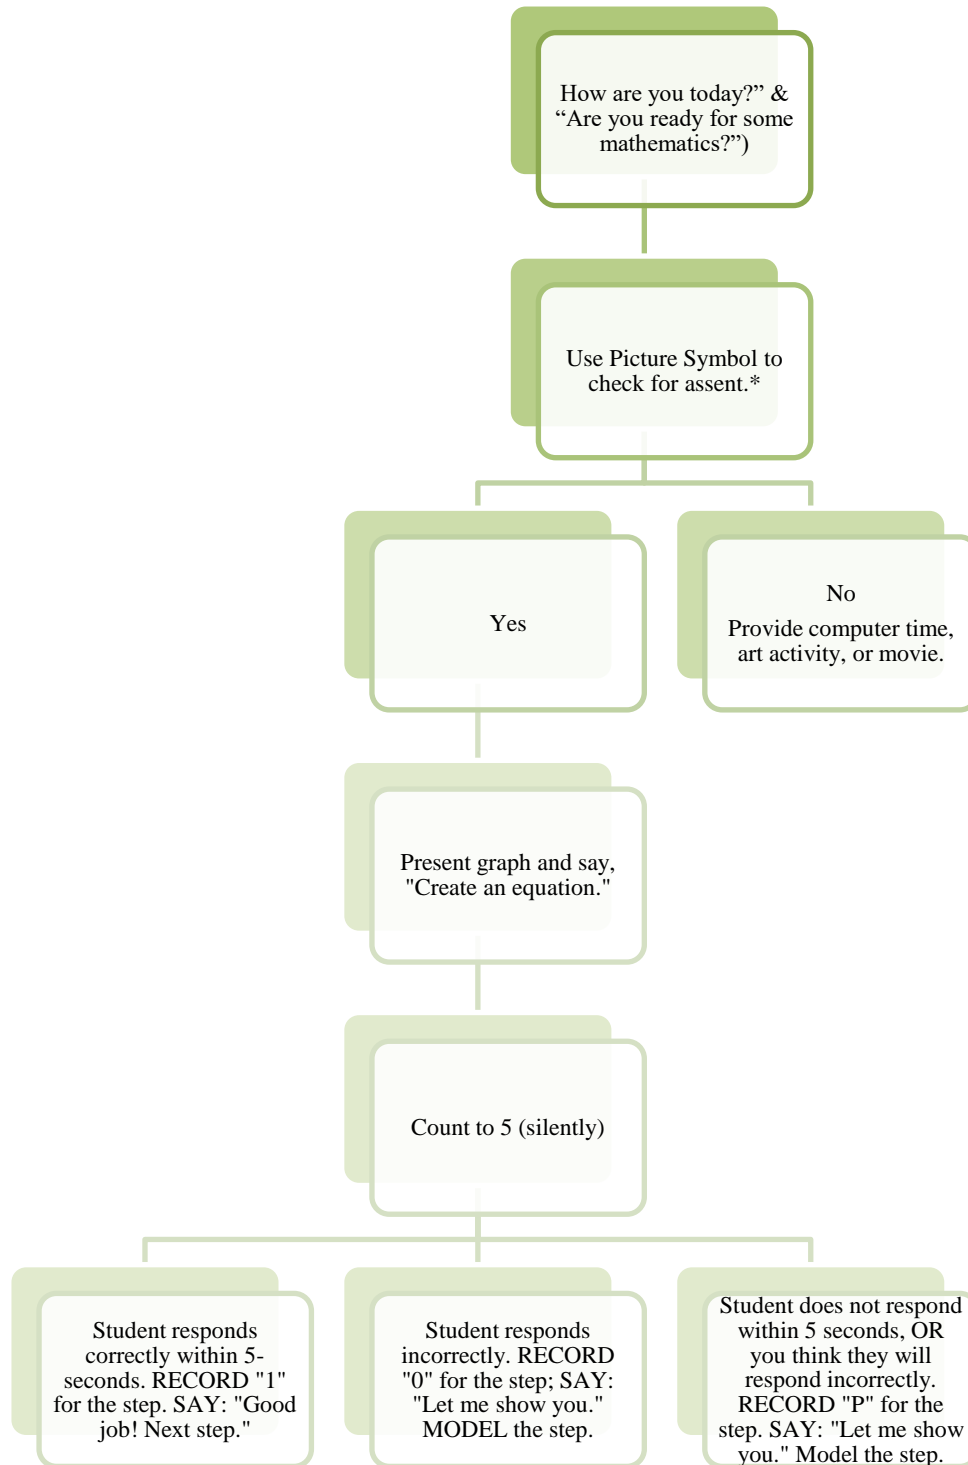 How are you today?” &
“Are you ready for some
mathematics?”)
Use Picture Symbol to
check for assent.*
Yes
No
Provide computer time,
art activity, or movie.
Present graph and say,
"Create an equation."
Count to 5 (silently)
Student responds
correctly within 5-
seconds. RECORD "1"
for the step. SAY: "Good
job! Next step."
Student responds
incorrectly. RECORD
"0" for the step; SAY:
"Let me show you."
MODEL the step.
Student does not respond
within 5 seconds, OR
you think they will
respond incorrectly.
RECORD "P" for the
step. SAY: "Let me show
you." Model the step.